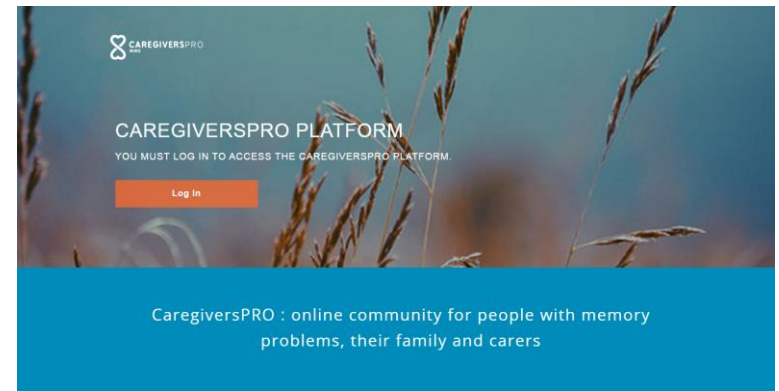 CAREGIVERSPRO
MMD
CAREGIVERSPRO PLATFORM
YOU MUST LOG IN TO ACCESS THE CAREGIVERSPRO PLATFORM.
Log In
CaregiversPRO : online community for people with memory
problems, their family and carers